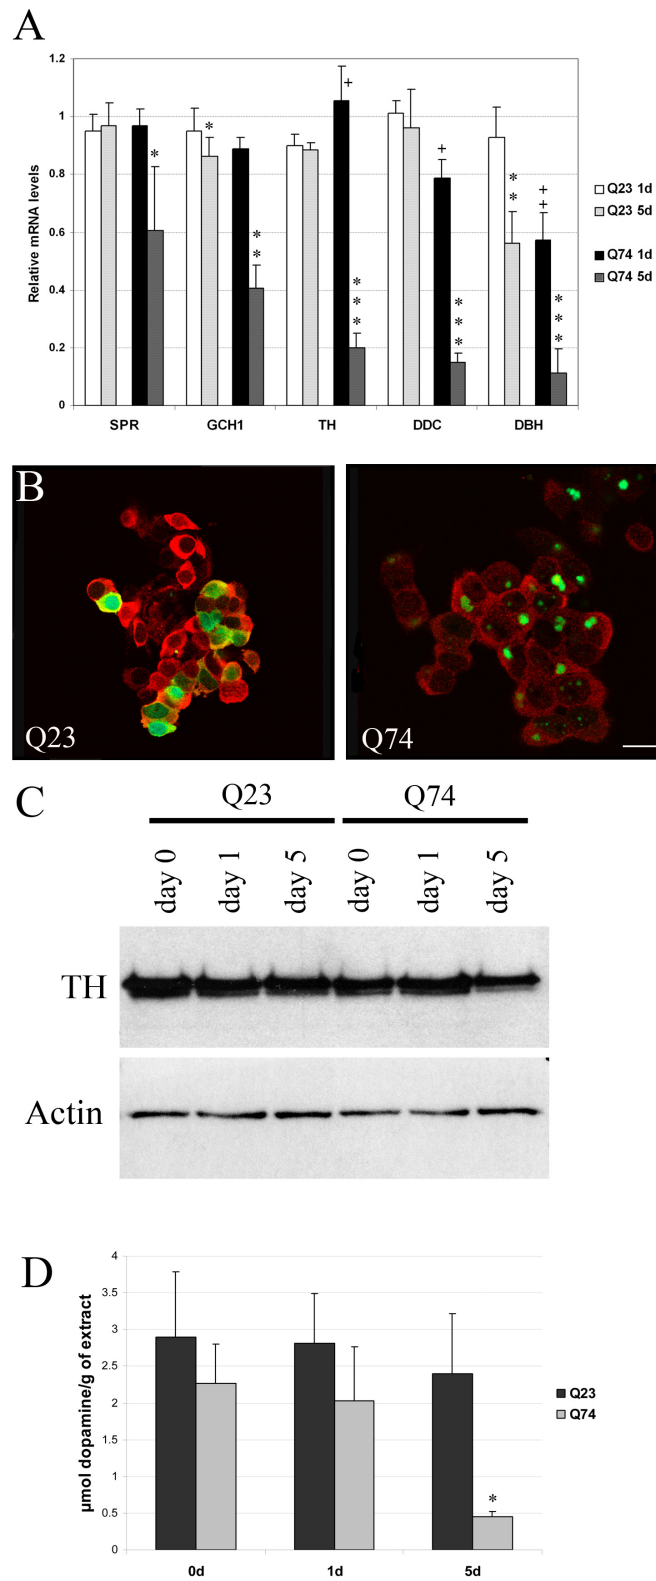 A
1.2
1
0.8
0.6
0.4
0.2
0
Relative mRNA levels
*
*
* *
+
* * *
+
* * *
* *
+ +
* * *
SPR GCH1 TH DDC DBH
Q23 1d
Q23 5d
Q74 1d
Q74 5d
B
Q23
Q74
C
Q23 Q74
day 0 day 1 day 5 day 0 day 1 day 5
TH
Actin
D
4
3.5
3
2.5
2
1.5
1
0.5
0
µmol dopamine/g of extract
*
0d 1d 5d
Q23
Q74